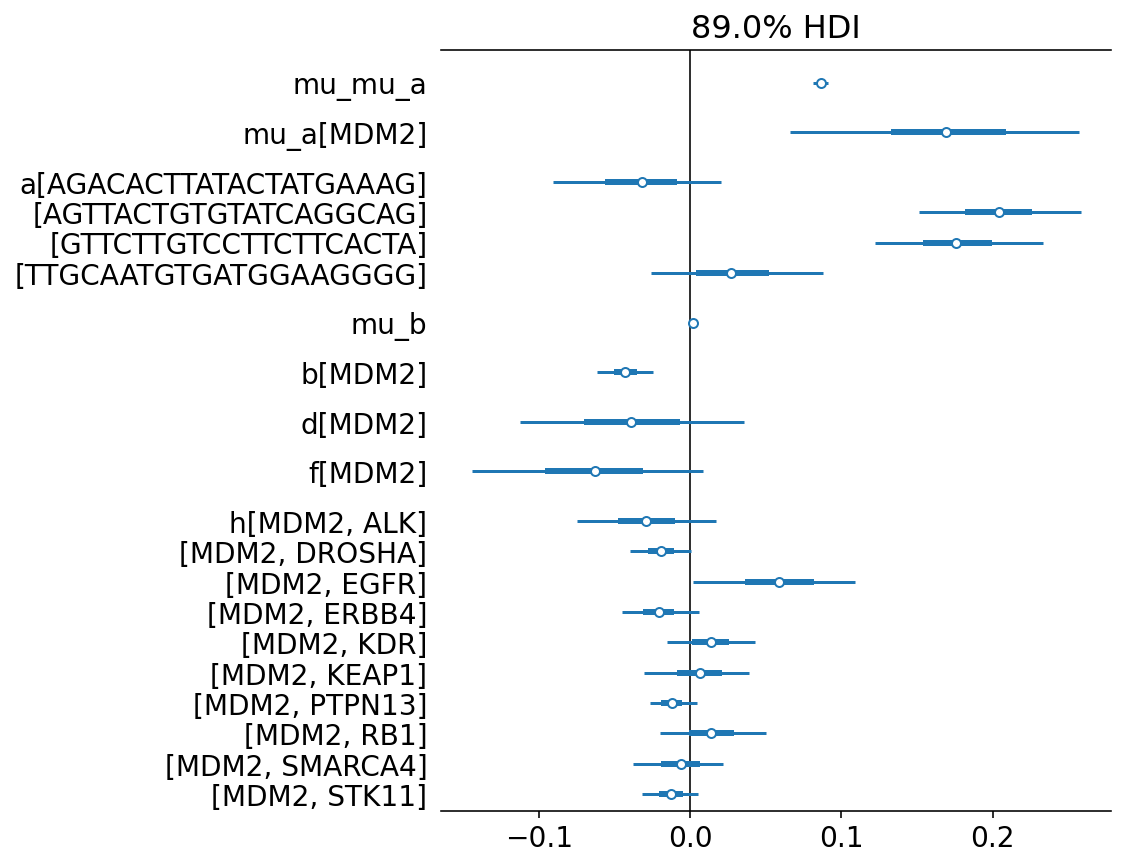 89.0% HDI
mu_mu_a
mu_a[MDM2]
a[AGACACTTATACTATGAAAG]
[AGTTACTGTGTATCAGGCAG]
[GTTCTTGTCCTTCTTCACTA]
[TTGCAATGTGATGGAAGGGG]
mu_b
b[MDM2]
d[MDM2]
f[MDM2]
h[MDM2, ALK]
[MDM2, DROSHA]
[MDM2, EGFR]
[MDM2, ERBB4]
[MDM2, KDR]
[MDM2, KEAP1]
[MDM2, PTPN13]
[MDM2, RB1]
[MDM2, SMARCA4]
[MDM2, STK11]
−0.1 0.0 0.1 0.2